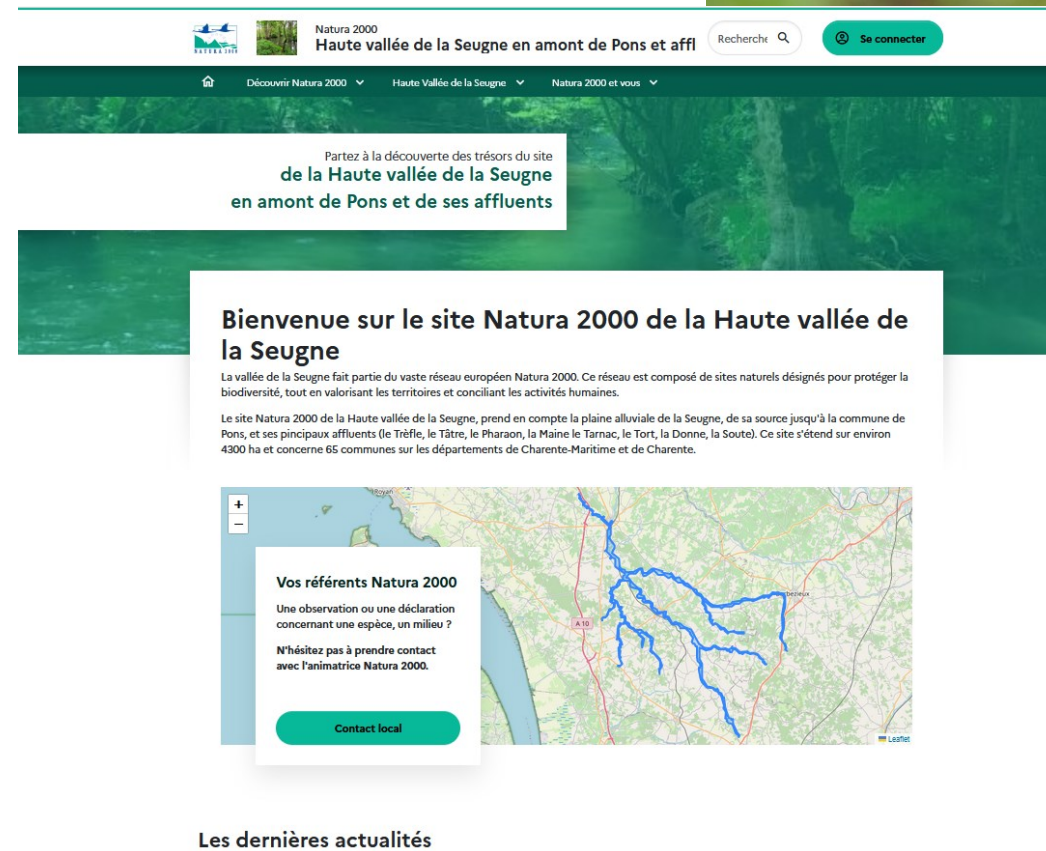 Natura 2000
Haute vallée de la Seugne en amont de Pons et affl
Recherche
Se connecter
NATURA 2000
Découvrir Natura 2000
Haute Vallée de la Seugne
Natura 2000 et vous
Partez à la découverte des trésors du site
de la Haute vallée de la Seugne
en amont de Pons et de ses affluents
Bienvenue sur le site Natura 2000 de la Haute vallée de
la Seugne
La vallée de la Seugne fait partie du vaste réseau européen Natura 2000. Ce réseau est composé de sites naturels désignés pour protéger la
biodiversité, tout en valorisant les territoires et conciliant les activités humaines.
Le site Natura 2000 de la Haute vallée de la Seugne, prend en compte la plaine alluviale de la Seugne, de sa source jusqu'à la commune de
Pons, et ses pincipaux affluents (le Trèfle, le Tâtre, le Pharaon, la Maine le Tarnac, le Tort, la Donne, la Soute). Ce site s'étend sur environ
4300 ha et concerne 65 communes sur les départements de Charente-Maritime et de Charente.
+
−
Royan
A 10
bezieux
Vos référents Natura 2000
Une observation ou une déclaration
concernant une espèce, un milieu ?
N'hésitez pas à prendre contact
avec l'animatrice Natura 2000.
Contact local
Leaflet
Les dernières actualités